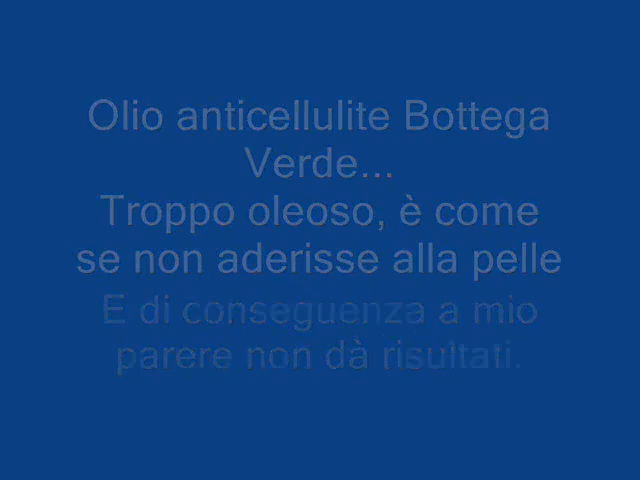 Olio anticellulite Bottega
Verde...
Troppo oleoso, è come
se non aderisse alla pelle
E di conseguenza a mio
parere non dà risultati.